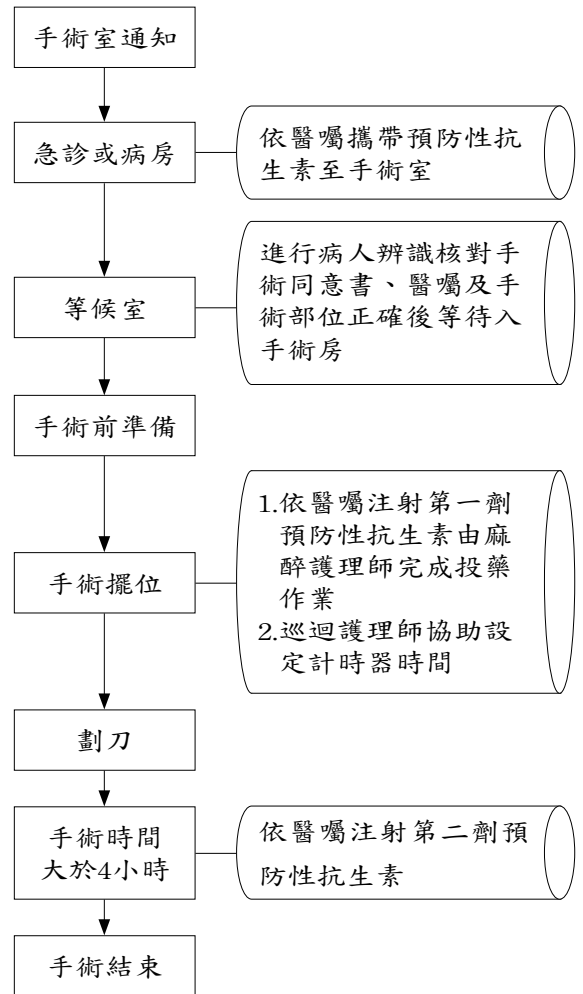 手術室通知
急診或病房
依醫囑攜帶預防性抗
生素至手術室
進行病人辨識核對手
術同意書、醫囑及手
術部位正確後等待入
手術房
等候室
手術前準備
1.依醫囑注射第一劑
預防性抗生素由麻
醉護理師完成投藥
作業
2.巡迴護理師協助設
定計時器時間
手術擺位
劃刀
手術時間
大於4小時
依醫囑注射第二劑預
防性抗生素
手術結束